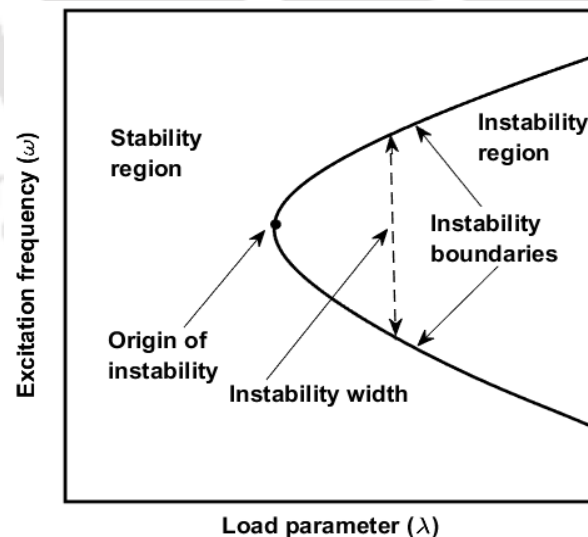 Excitation frequency (ω)
Stability
region
Instability
region
Instability
boundaries
Origin of
instability
Instability width
Load parameter (λ)